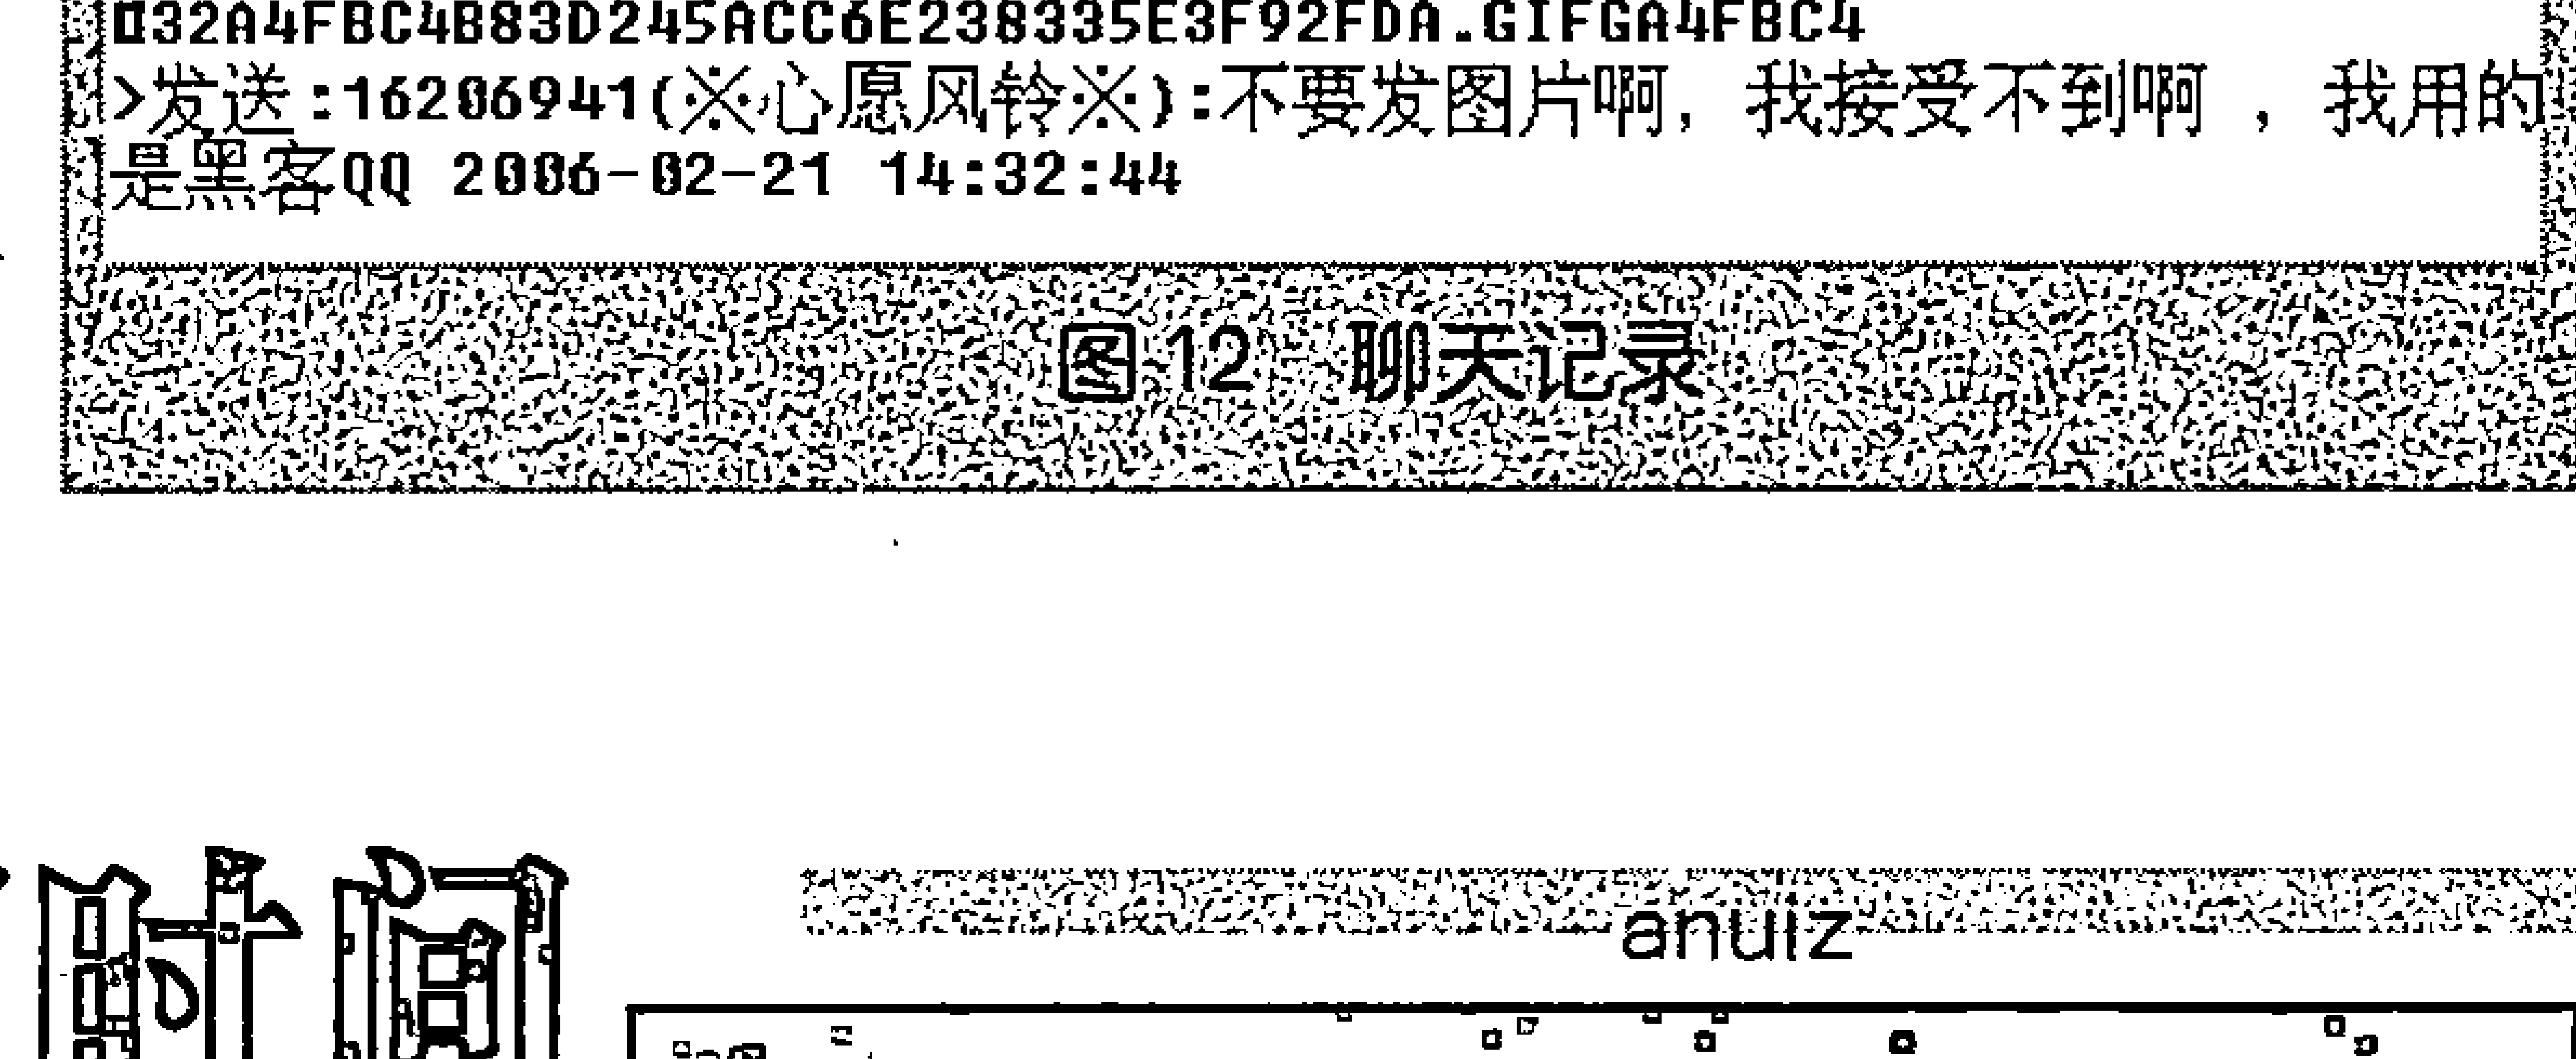 032A4FBC4B83D245ACC6E238335E3F92FDA.GIFGA4FBC4
>发送:16206941(※心愿风铃※):不要发图片啊，我接受不到啊 ，我用的
是黑客QQ 2006-02-21 14:32:44
图 12 聊天记录
时间
anuiz